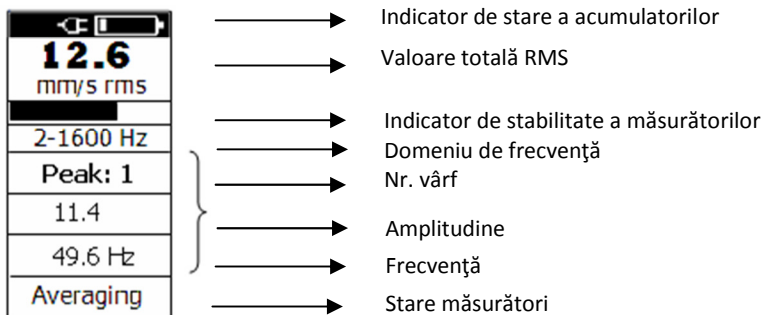 Indicator de stare a acumulatorilor
12.6
Valoare totală RMS
mm/s rms
Indicator de stabilitate a măsurătorilor
2-1600 Hz
Domeniu de frecvenţă
Peak: 1
Nr. vârf
11.4
Amplitudine
49.6 Hz
Frecvenţă
Averaging
Stare măsurători